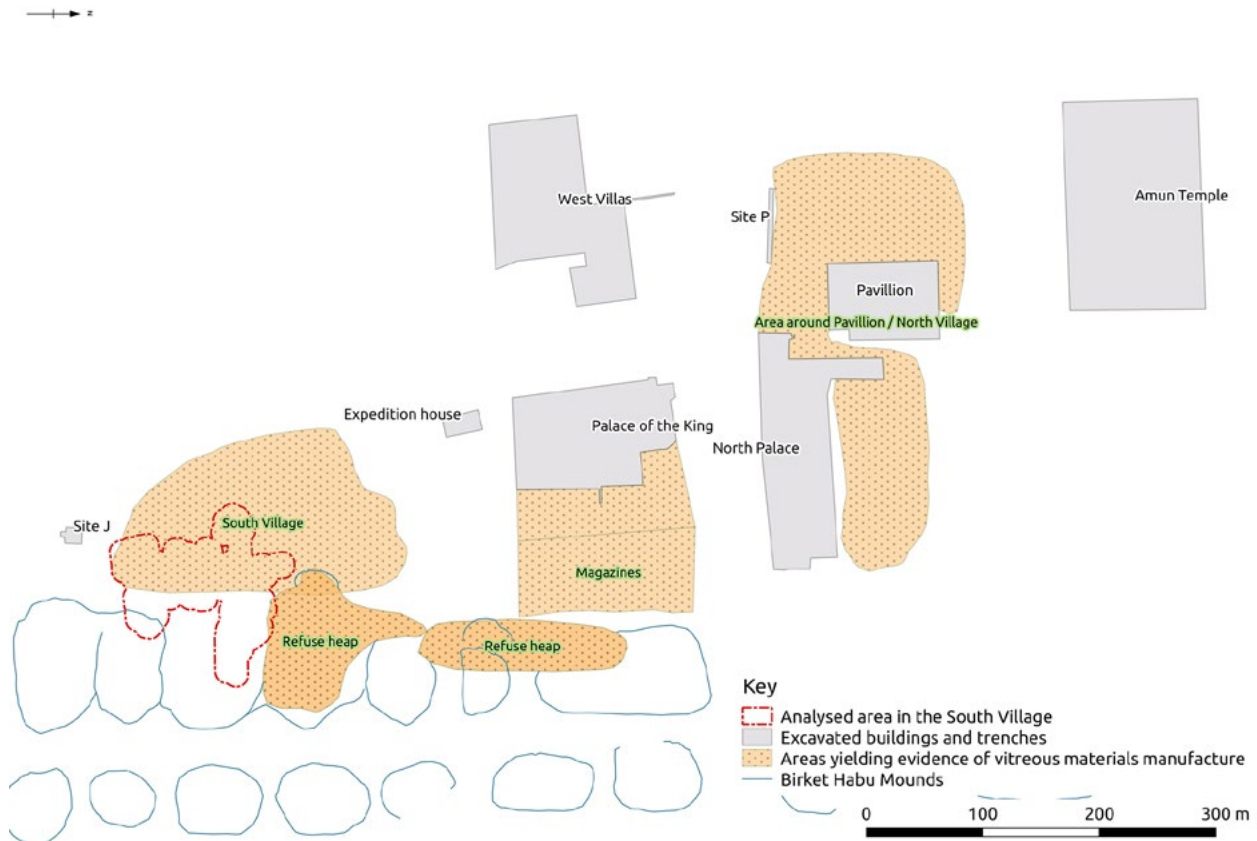 N
Amun Temple
West Villas
Site P
Pavillion
Area around Pavillion / North Village
Expedition house
Palace of the King
North Palace
Site J
South Village
Magazines
Refuse heap
Refuse heap
Key
Analysed area in the South Village
Excavated buildings and trenches
Areas yielding evidence of vitreous materials manufacture
Birket Habu Mounds
0 100 200 300 m